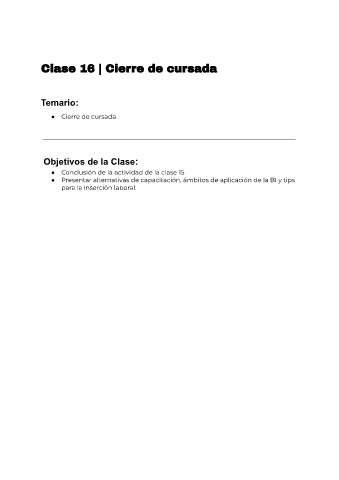 Clase 16 | Cierre de cursada
Temario:
● Cierre de cursada
Objetivos de la Clase:
● Conclusión de la actividad de la clase 15.
● Presentar alternativas de capacitación, ámbitos de aplicación de la BI y tips
para la inserción laboral.